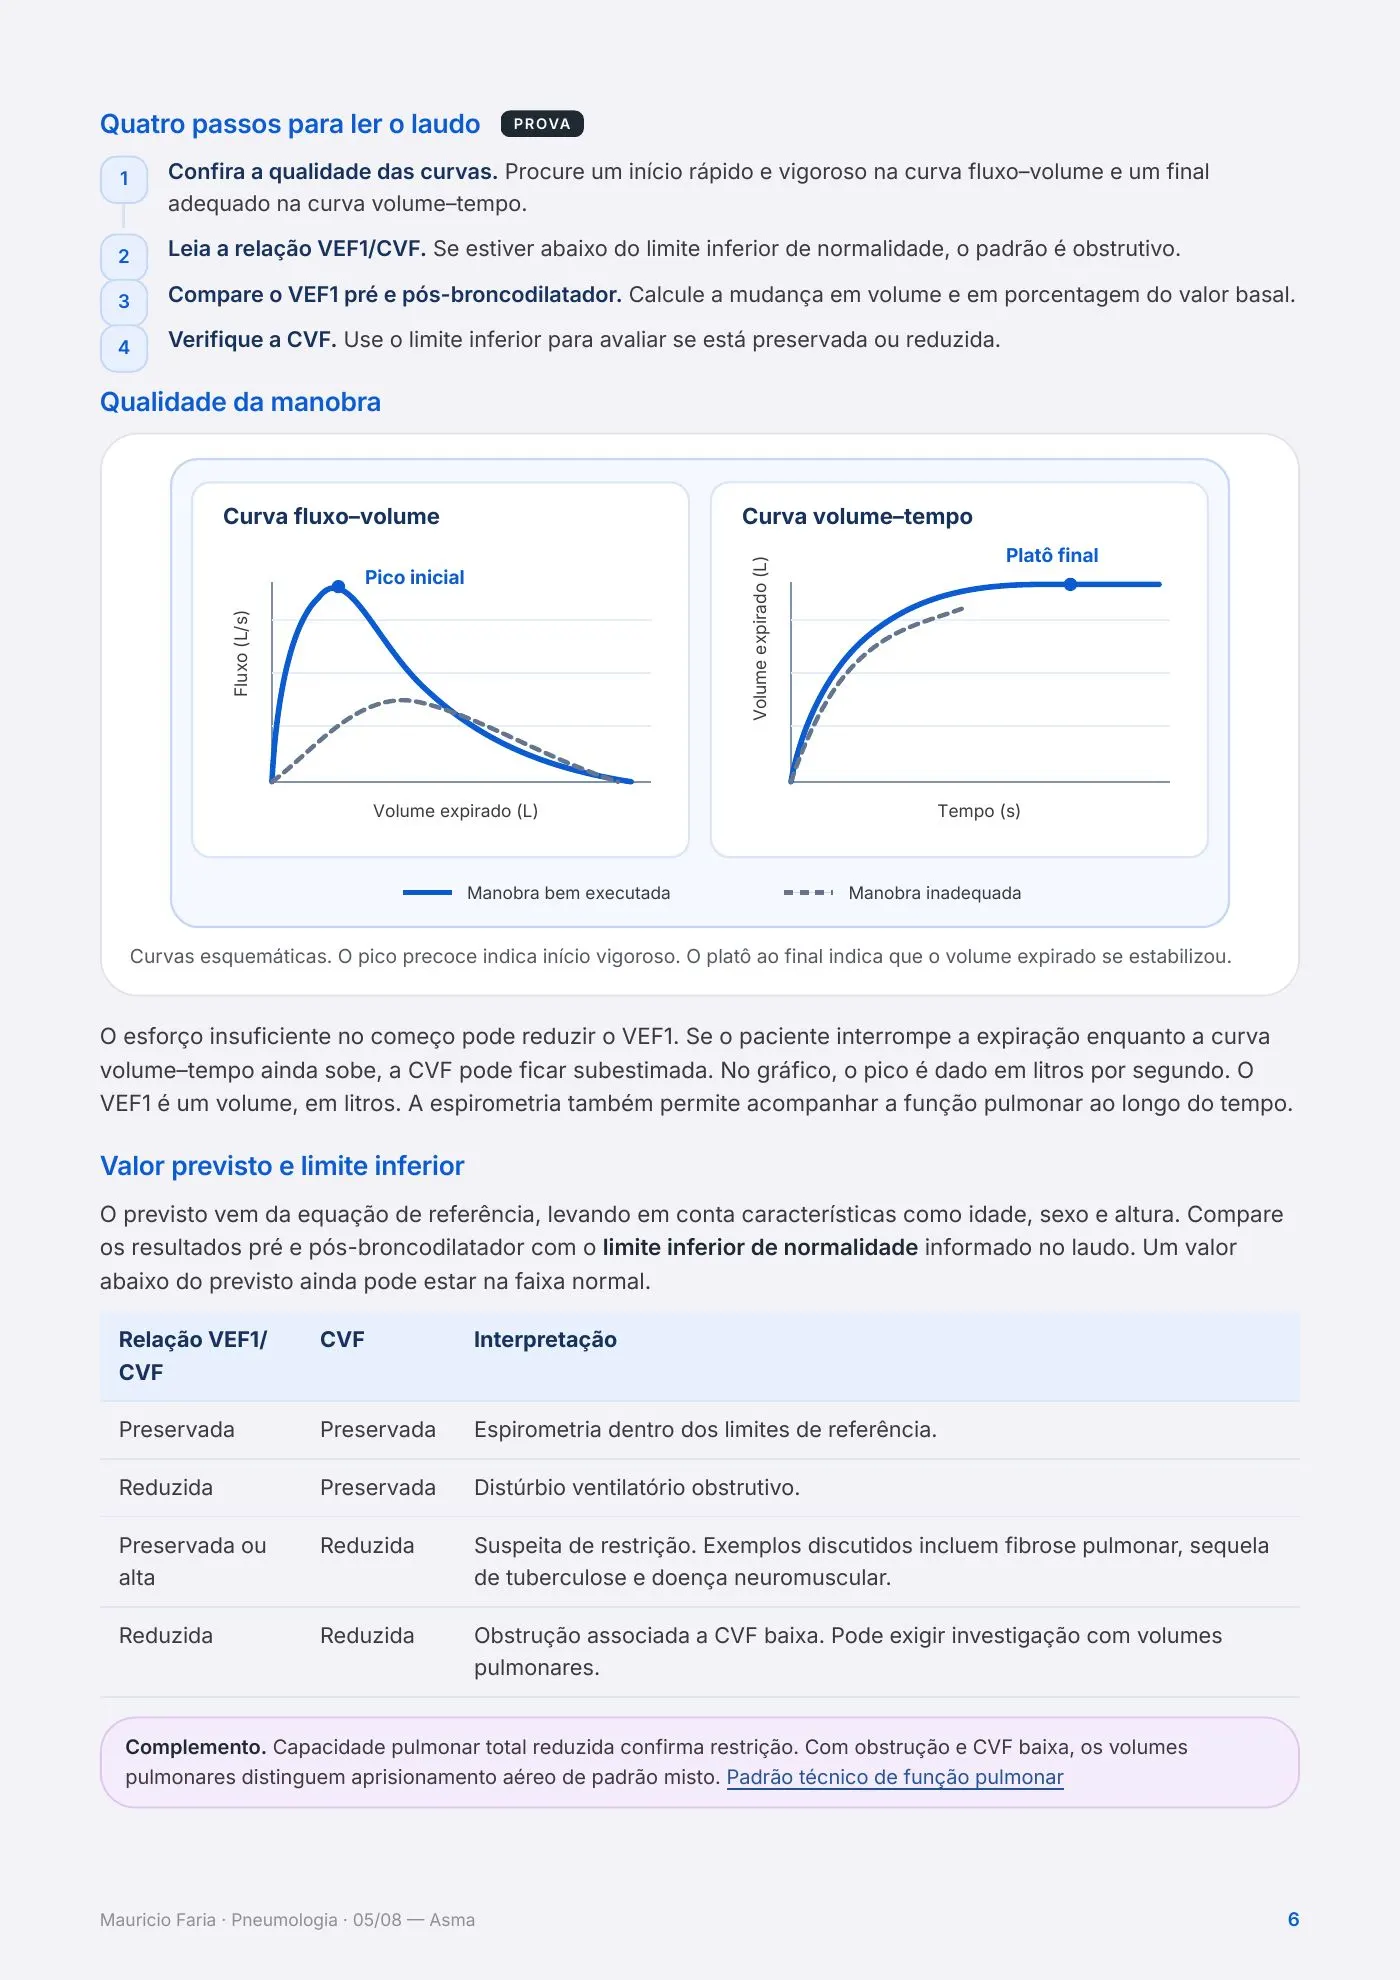 Quatro passos para ler o laudo PROVA
1 Confira a qualidade das curvas. Procure um início rápido e vigoroso na curva fluxo–volume e um final
adequado na curva volume–tempo.
2 Leia a relação VEF1/CVF. Se estiver abaixo do limite inferior de normalidade, o padrão é obstrutivo.
3 Compare o VEF1 pré e pós-broncodilatador. Calcule a mudança em volume e em porcentagem do valor basal.
4 Verifique a CVF. Use o limite inferior para avaliar se está preservada ou reduzida.
Qualidade da manobra
Curva fluxo–volume
Pico inicial
Fluxo (L/s)
Volume expirado (L)
Curva volume–tempo
Platô final
Volume expirado (L)
Tempo (s)
Manobra bem executada
Manobra inadequada
Curvas esquemáticas. O pico precoce indica início vigoroso. O platô ao final indica que o volume expirado se estabilizou.
O esforço insuficiente no começo pode reduzir o VEF1. Se o paciente interrompe a expiração enquanto a curva
volume–tempo ainda sobe, a CVF pode ficar subestimada. No gráfico, o pico é dado em litros por segundo. O
VEF1 é um volume, em litros. A espirometria também permite acompanhar a função pulmonar ao longo do tempo.
Valor previsto e limite inferior
O previsto vem da equação de referência, levando em conta características como idade, sexo e altura. Compare
os resultados pré e pós-broncodilatador com o limite inferior de normalidade informado no laudo. Um valor
abaixo do previsto ainda pode estar na faixa normal.
Relação VEF1/ CVF Interpretação
CVF
Preservada Preservada Espirometria dentro dos limites de referência.
Reduzida Preservada Distúrbio ventilatório obstrutivo.
Preservada ou Reduzida Suspeita de restrição. Exemplos discutidos incluem fibrose pulmonar, sequela
alta de tuberculose e doença neuromuscular.
Reduzida Reduzida Obstrução associada a CVF baixa. Pode exigir investigação com volumes
pulmonares.
Complemento. Capacidade pulmonar total reduzida confirma restrição. Com obstrução e CVF baixa, os volumes
pulmonares distinguem aprisionamento aéreo de padrão misto. Padrão técnico de função pulmonar
Mauricio Faria · Pneumologia · 05/08 — Asma 6